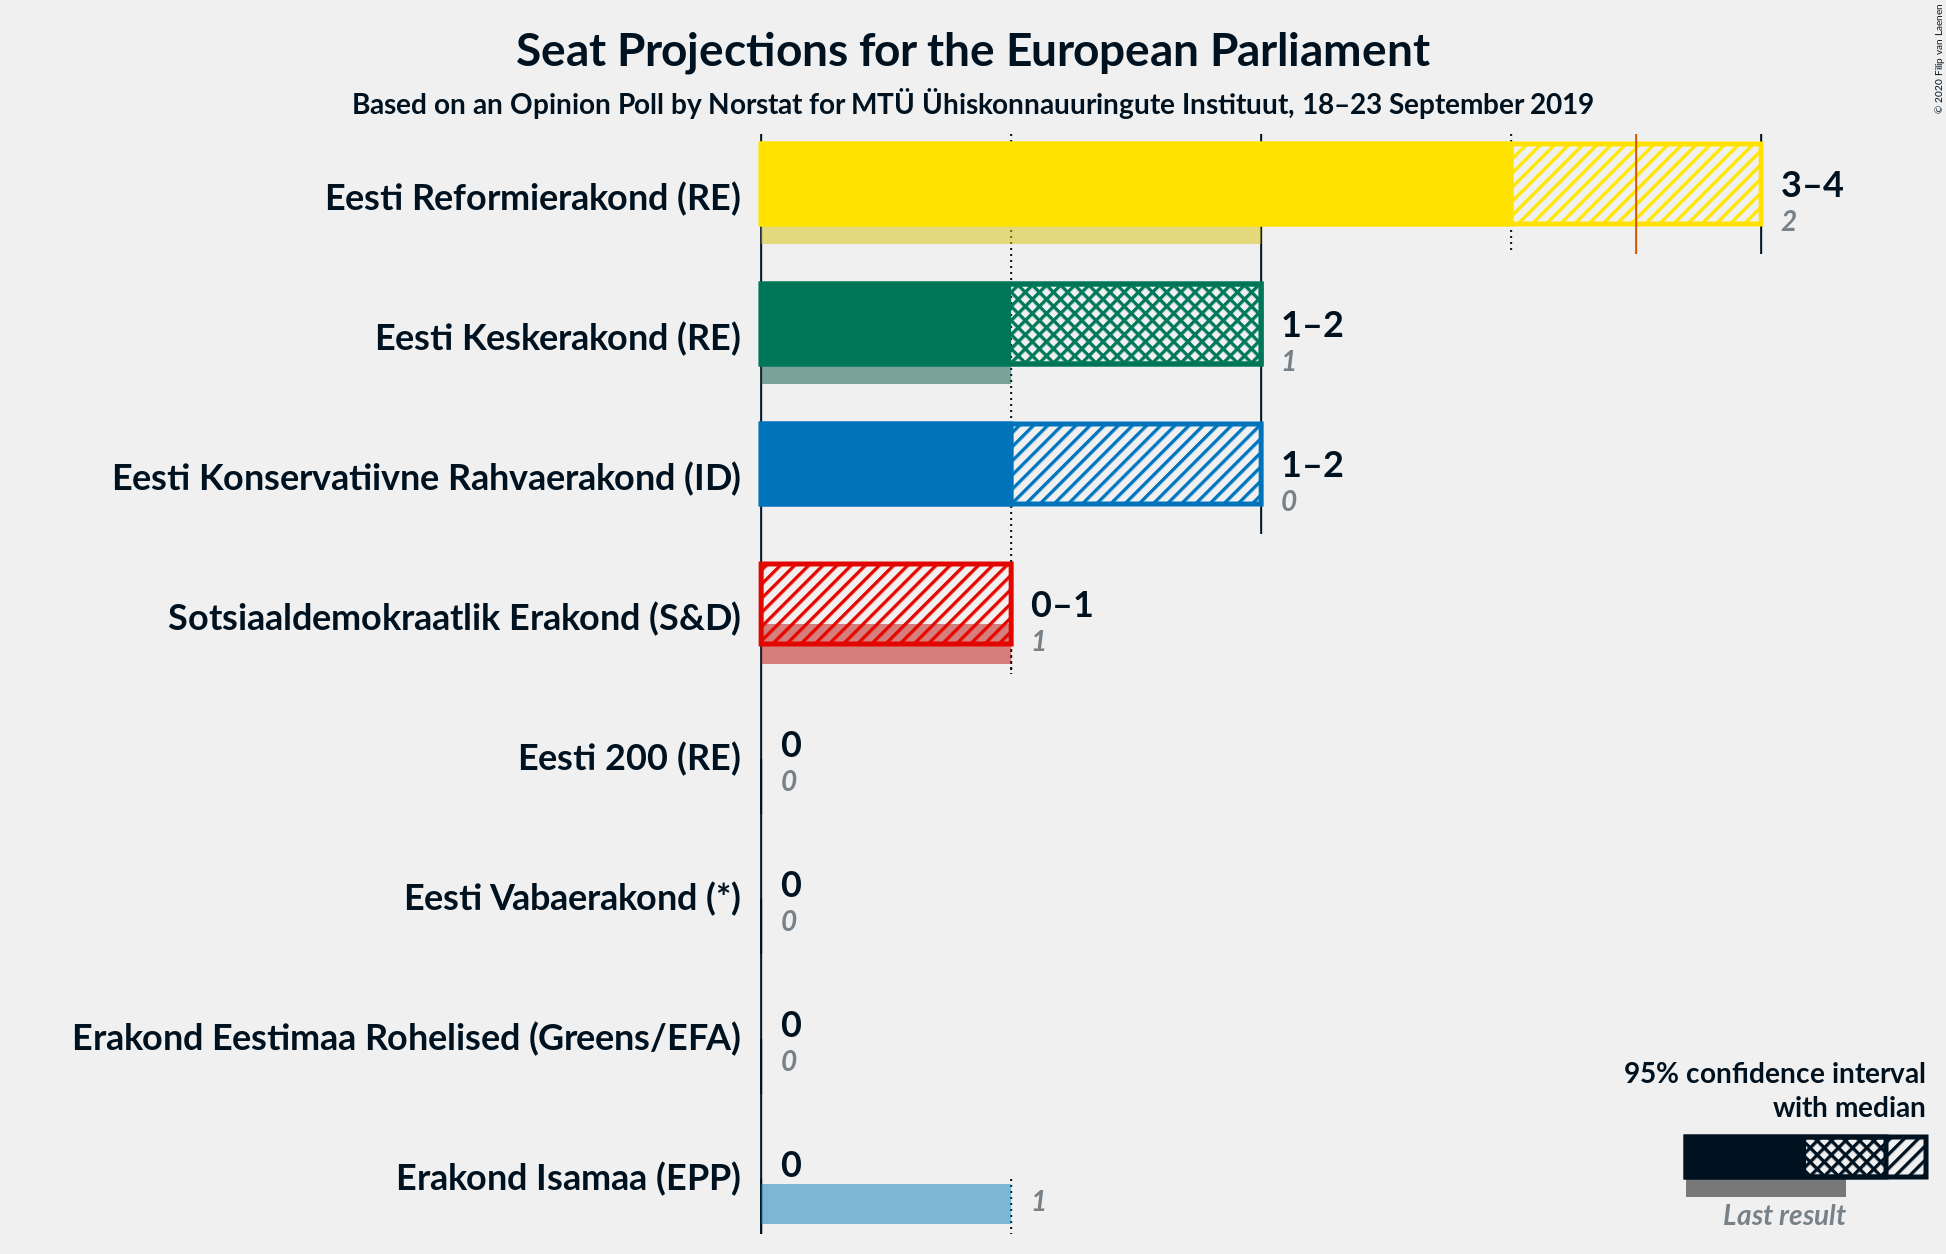 Seat Projections for the European Parliament
Based on an Opinion Poll by Norstat for MTÜ Ühiskonnauuringute Instituut, 18–23 September 2019
© 2020 Filip van Laenen
Eesti Reformierakond (RE)
3–4
2
Eesti Keskerakond (RE)
1–2
1
Eesti Konservatiivne Rahvaerakond (ID)
1–2
0
Sotsiaaldemokraatlik Erakond (S&D)
0–1
1
Eesti 200 (RE)
0
0
Eesti Vabaerakond (*)
0
0
Erakond Eestimaa Rohelised (Greens/EFA)
0
0
Erakond Isamaa (EPP)
0
1
95% confidence interval
with median
Last result